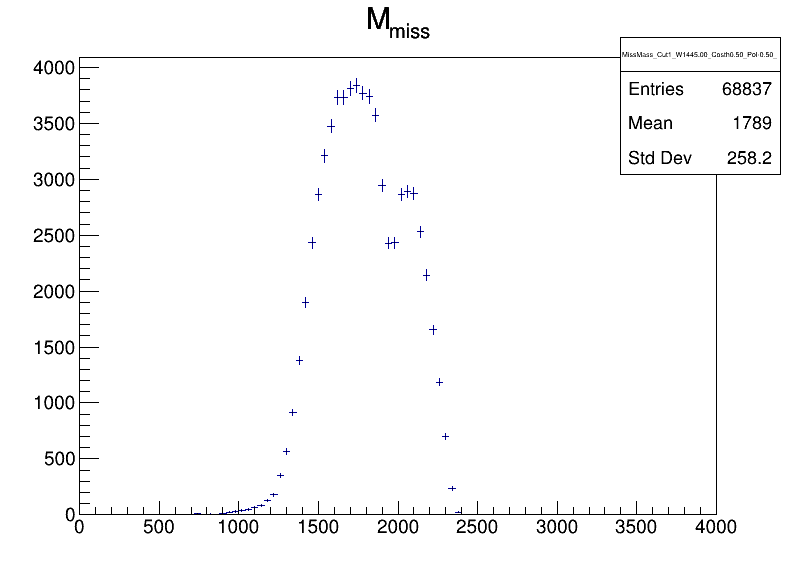 M_miss
MissMass_Cut1_W1445.00_Costh0.50_Pol-0.50_
Entries 68837
Mean 1789
Std Dev 258.2
4000
3500
3000
2500
2000
1500
1000
500
0
0 500 1000 1500 2000 2500 3000 3500 4000